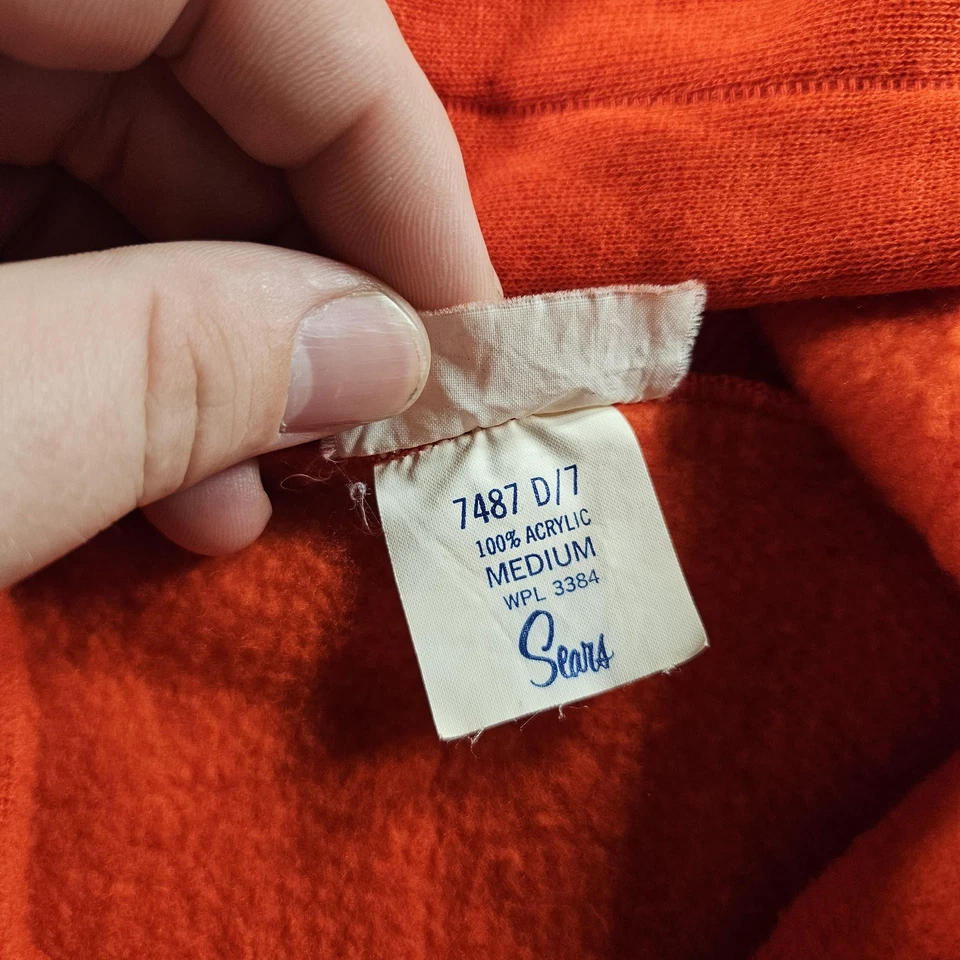 7487 D/7
100% ACRYLIC
MEDIUM
WPL 3384
Sears